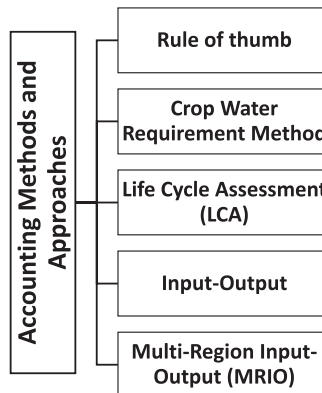 Accounting Methods and
Approaches
Rule of thumb
Crop Water
Requirement Method
Life Cycle Assessment
(LCA)
Input-Output
Multi-Region Input-
Output (MRIO)